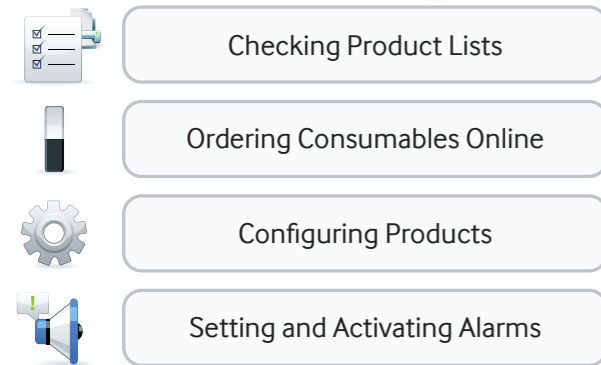 Checking Product Lists
Ordering Consumables Online
Configuring Products
Setting and Activating Alarms